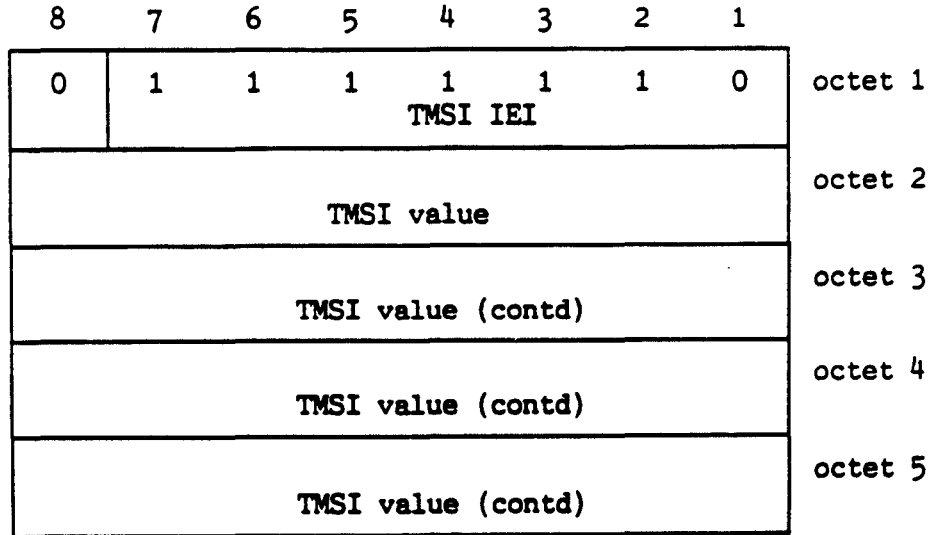 8 7 6 5 4 3 2 1
0 1 1 1 1 1 1 0 octet 1
TMSI IEI
octet 2
TMSI value
octet 3
TMSI value (contd)
octet 4
TMSI value (contd)
octet 5
TMSI value (contd)